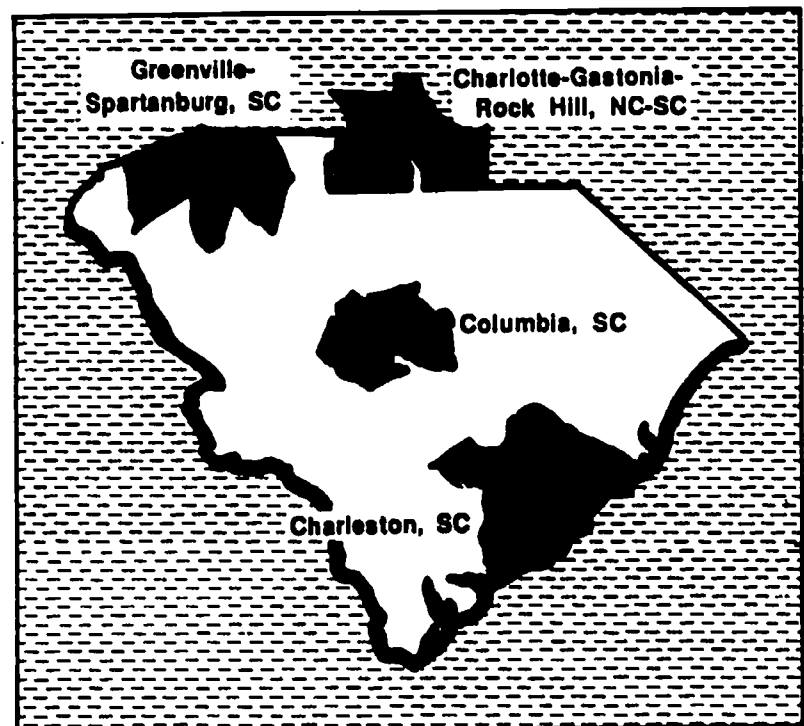 Greenville-
Spartanburg, SC
Charlotte-Gastonia-
Rock Hill, NC-SC
Columbia, SC
Charleston, SC